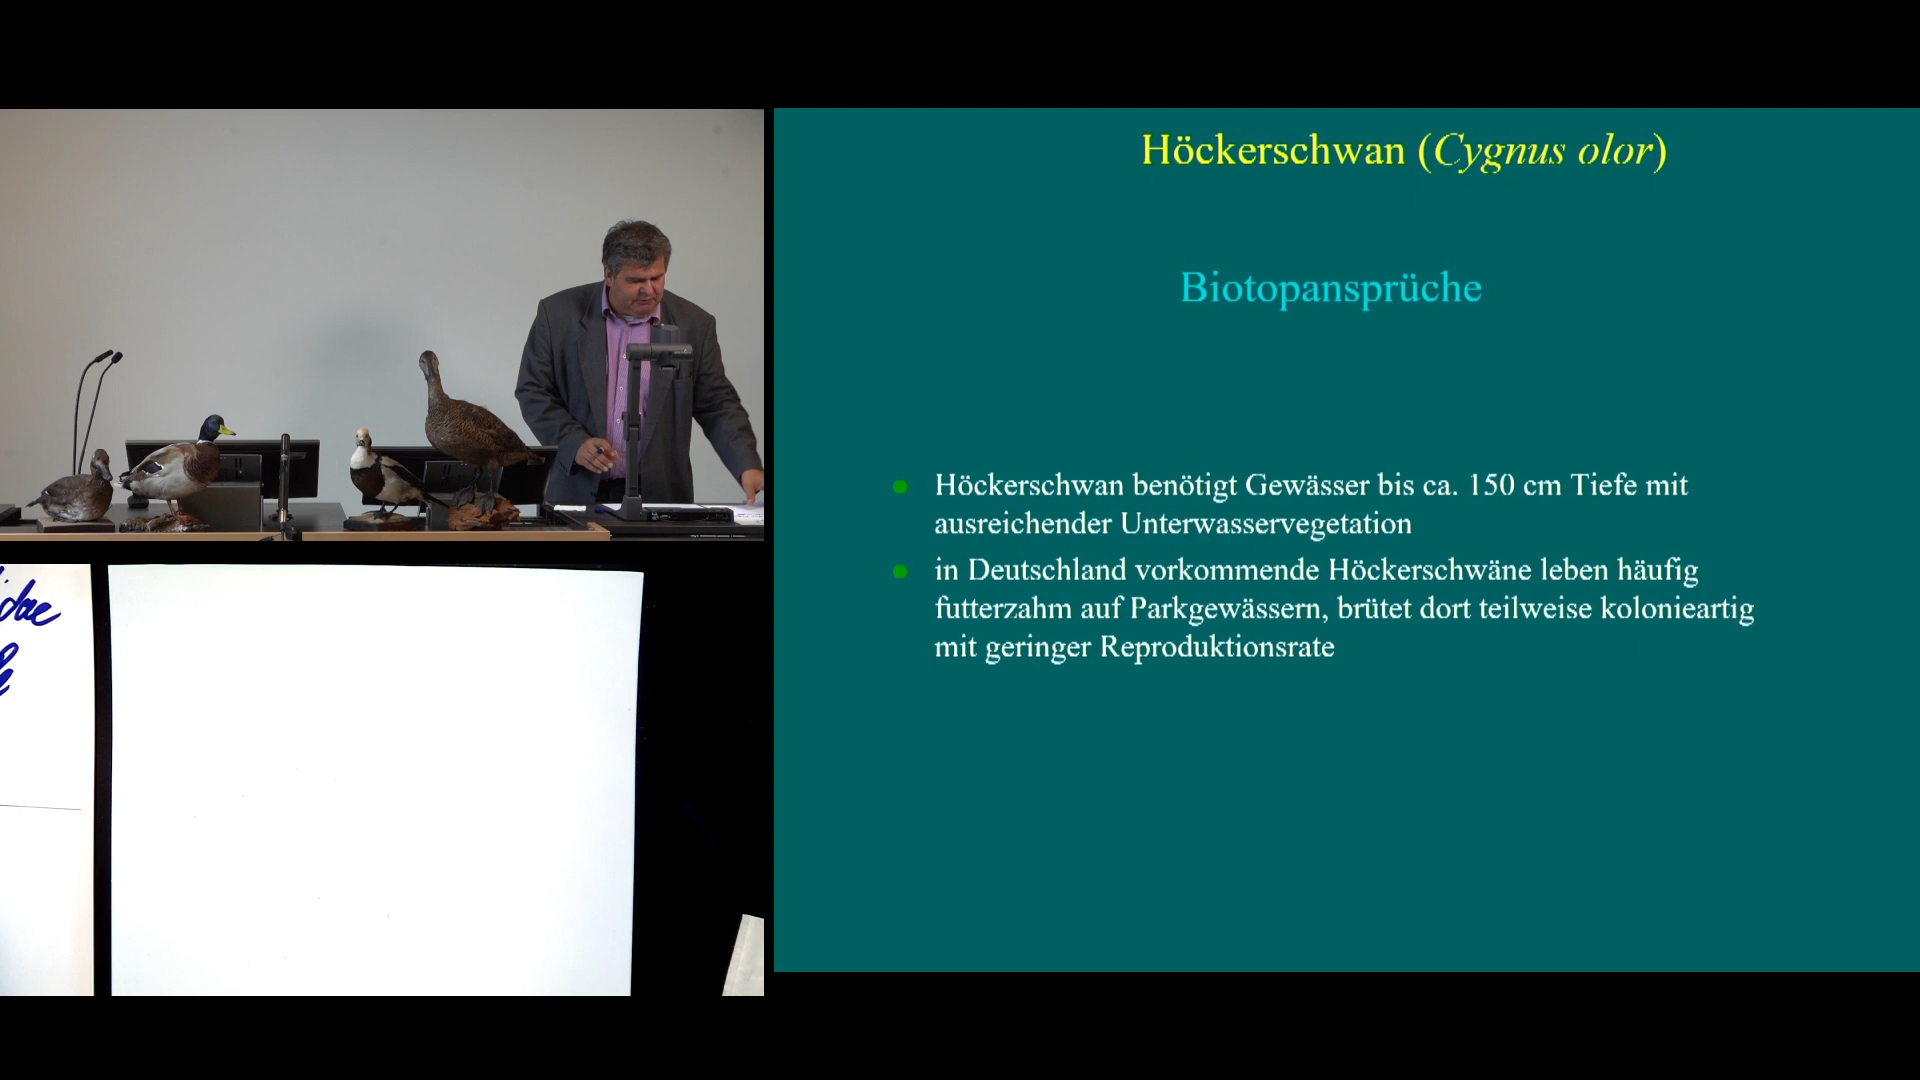 Höckerschwan (Cygnus olor)
Biotopansprüche
Höckerschwan benötigt Gewässer bis ca. 150 cm Tiefe mit
ausreichender Unterwasservegetation
in Deutschland vorkommende Höckerschwäne leben häufig
futterzahm auf Parkgewässern, brütet dort teilweise kolonieartig
mit geringer Reproduktionsrate